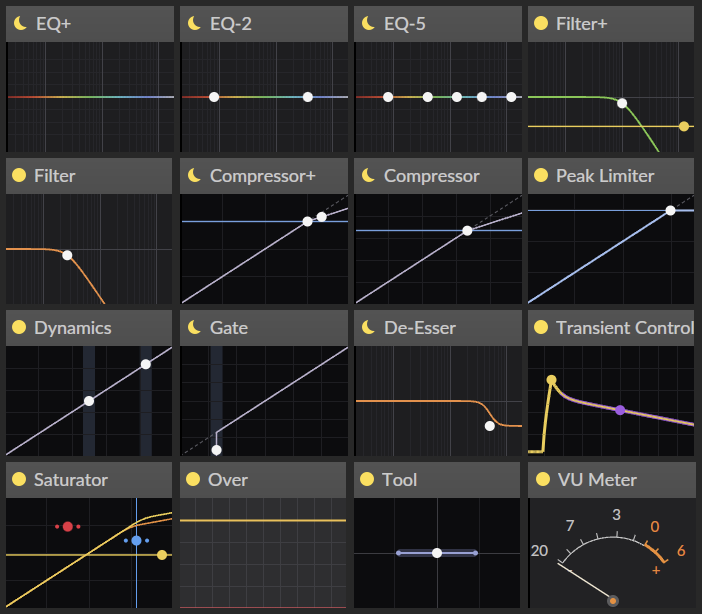 EQ+
EQ-2
EQ-5
Filter+
Filter
Compressor+
Compressor
Peak Limiter
Dynamics
Gate
De-Esser
Transient Control
Saturator
Over
Tool
VU Meter
20 7 3 0 6
+